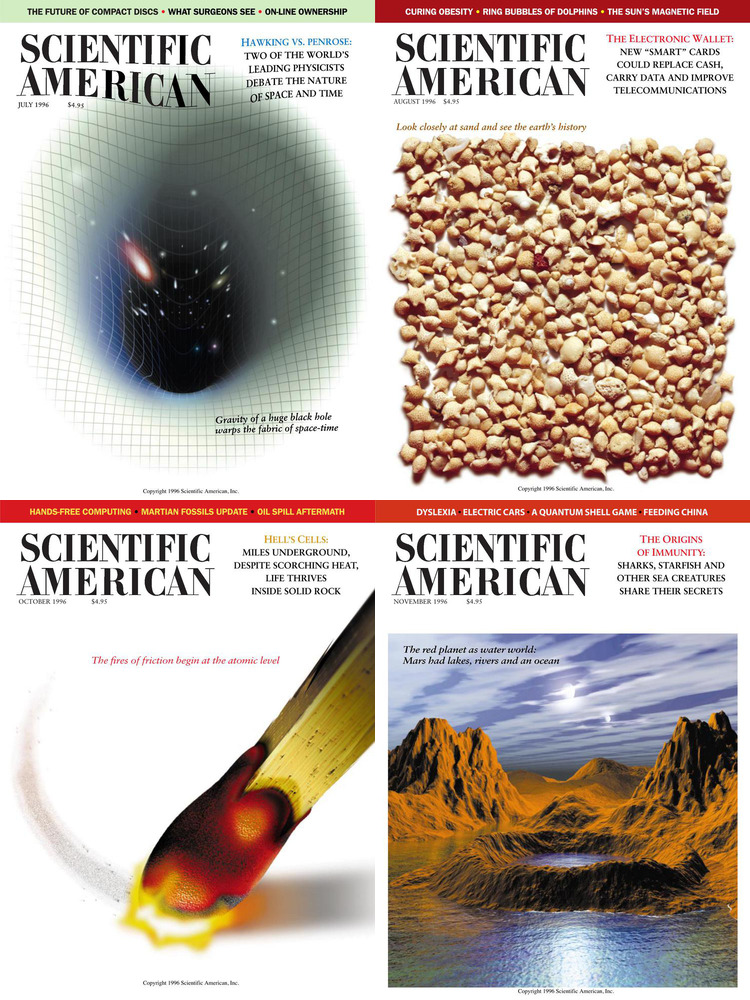 THE FUTURE OF COMPACT DISCS • WHAT SURGEONS SEE • ON-LINE OWNERSHIP
SCIENTIFIC
AMERICAN
JULY 1996 $4.95
HAWKING VS. PENROSE:
TWO OF THE WORLD'S
LEADING PHYSICISTS
DEBATE THE NATURE
OF SPACE AND TIME
Gravity of a huge black hole
warps the fabric of space-time
Copyright 1996 Scientific American, Inc.
CURING OBESITY • RING BUBBLES OF DOLPHINS • THE SUN'S MAGNETIC FIELD
SCIENTIFIC
AMERICAN
AUGUST 1996 $4.95
THE ELECTRONIC WALLET:
NEW “SMART” CARDS
COULD REPLACE CASH,
CARRY DATA AND IMPROVE
TELECOMMUNICATIONS
Look closely at sand and see the earth's history
Copyright 1996 Scientific American, Inc.
HANDS-FREE COMPUTING • MARTIAN FOSSILS UPDATE • OIL SPILL AFTERMATH
SCIENTIFIC
AMERICAN
OCTOBER 1996 $4.95
HELL'S CELLS:
MILES UNDERGROUND,
DESPITE SCORCHING HEAT,
LIFE THRIVES
INSIDE SOLID ROCK
The fires of friction begin at the atomic level
Copyright 1996 Scientific American, Inc.
DYSLEXIA • ELECTRIC CARS • A QUANTUM SHELL GAME • FEEDING CHINA
SCIENTIFIC
AMERICAN
NOVEMBER 1996 $4.95
THE ORIGINS
OF IMMUNITY:
SHARKS, STARFISH AND
OTHER SEA CREATURES
SHARE THEIR SECRETS
The red planet as water world:
Mars had lakes, rivers and an ocean
Copyright 1996 Scientific American, Inc.